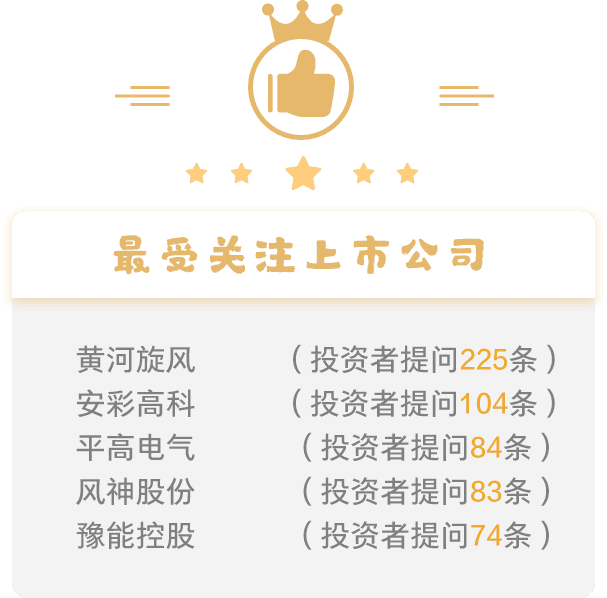 最受关注上市公司
黄河旋风 （投资者提问225条）
安彩高科 （投资者提问104条）
平高电气 （投资者提问84条）
风神股份 （投资者提问83条）
豫能控股 （投资者提问74条）